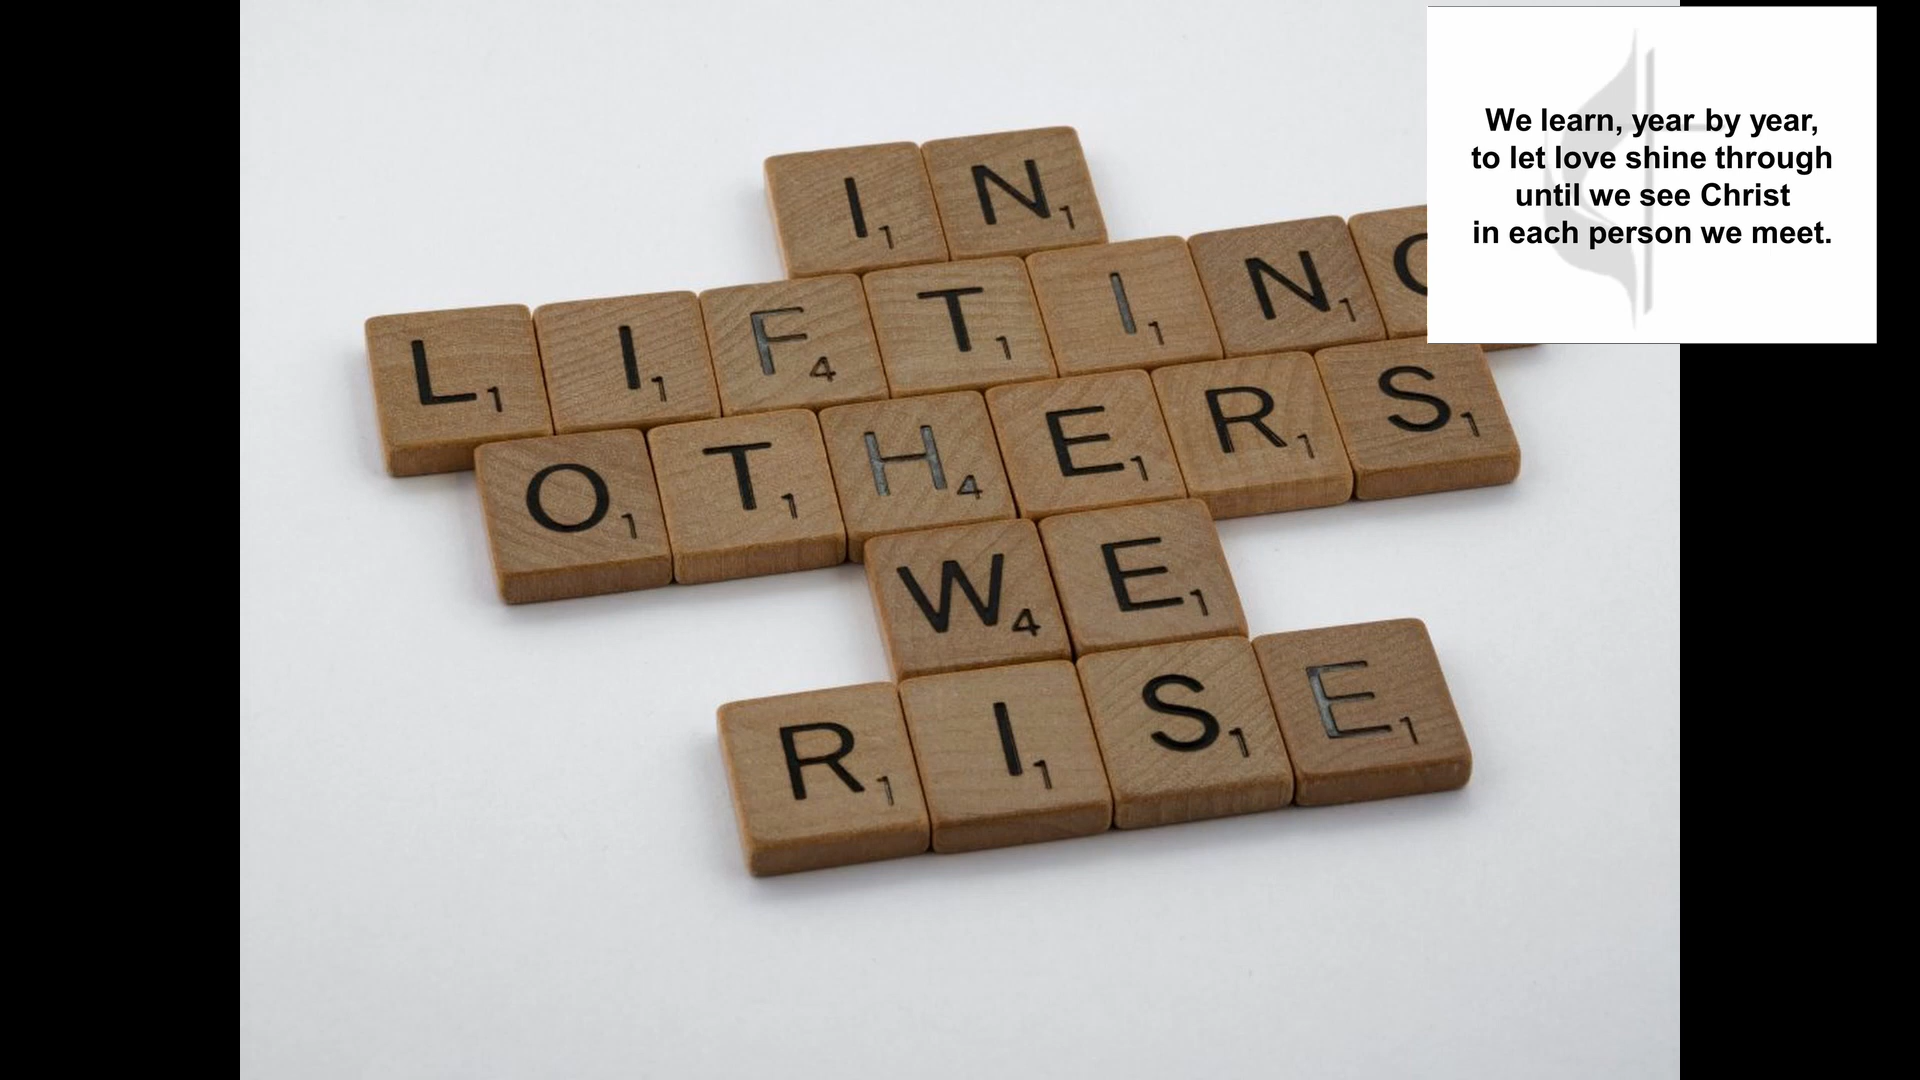 IN
LIFTING
OTHERS
WE
RISE
We learn, year by year,
to let love shine through
until we see Christ
in each person we meet.